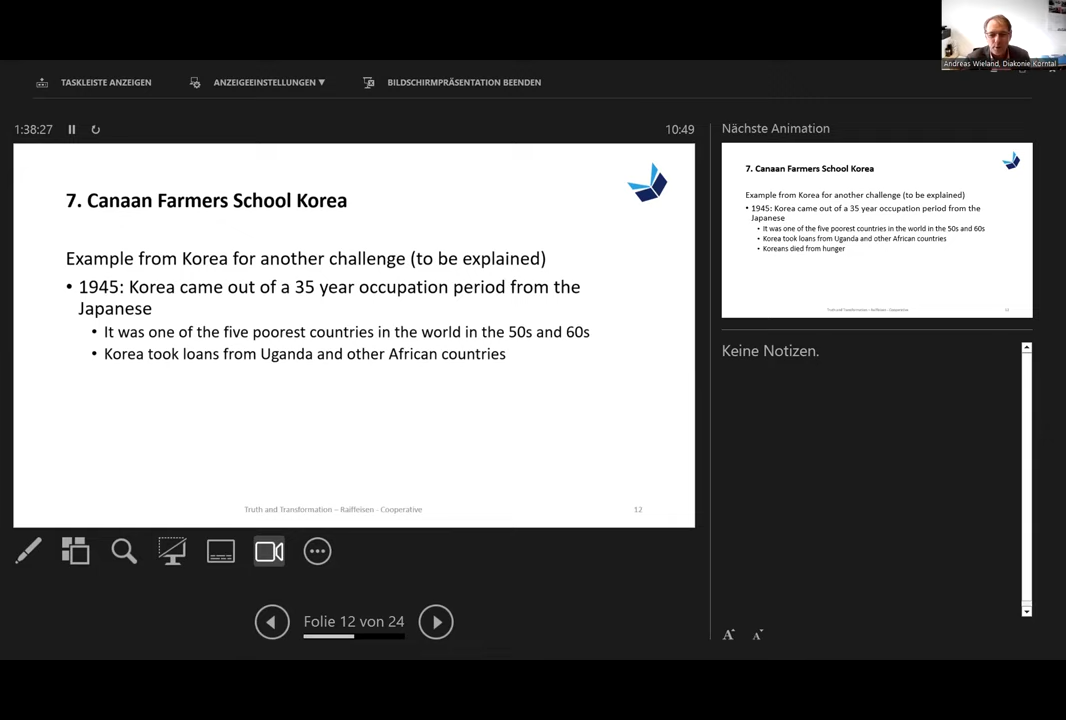 Andreas Wieland, Diakonie Korntal
TASKLEISTE ANZEIGEN
ANZEIGEEINSTELLUNGEN ▼
BILDSCHIRMPRÄSENTATION BEENDEN
1:38:27
10:49
7. Canaan Farmers School Korea
Example from Korea for another challenge (to be explained)
• 1945: Korea came out of a 35 year occupation period from the
Japanese
• It was one of the five poorest countries in the world in the 50s and 60s
• Korea took loans from Uganda and other African countries
Truth and Transformation – Raiffeisen - Cooperative
12
Nächste Animation
7. Canaan Farmers School Korea
Example from Korea for another challenge (to be explained)
• 1945: Korea came out of a 35 year occupation period from the
Japanese
• It was one of the five poorest countries in the world in the 50s and 60s
• Korea took loans from Uganda and other African countries
• Koreans died from hunger
Truth and Transformation – Raiffeisen - Cooperative
12
Keine Notizen.
Folie 12 von 24
A A